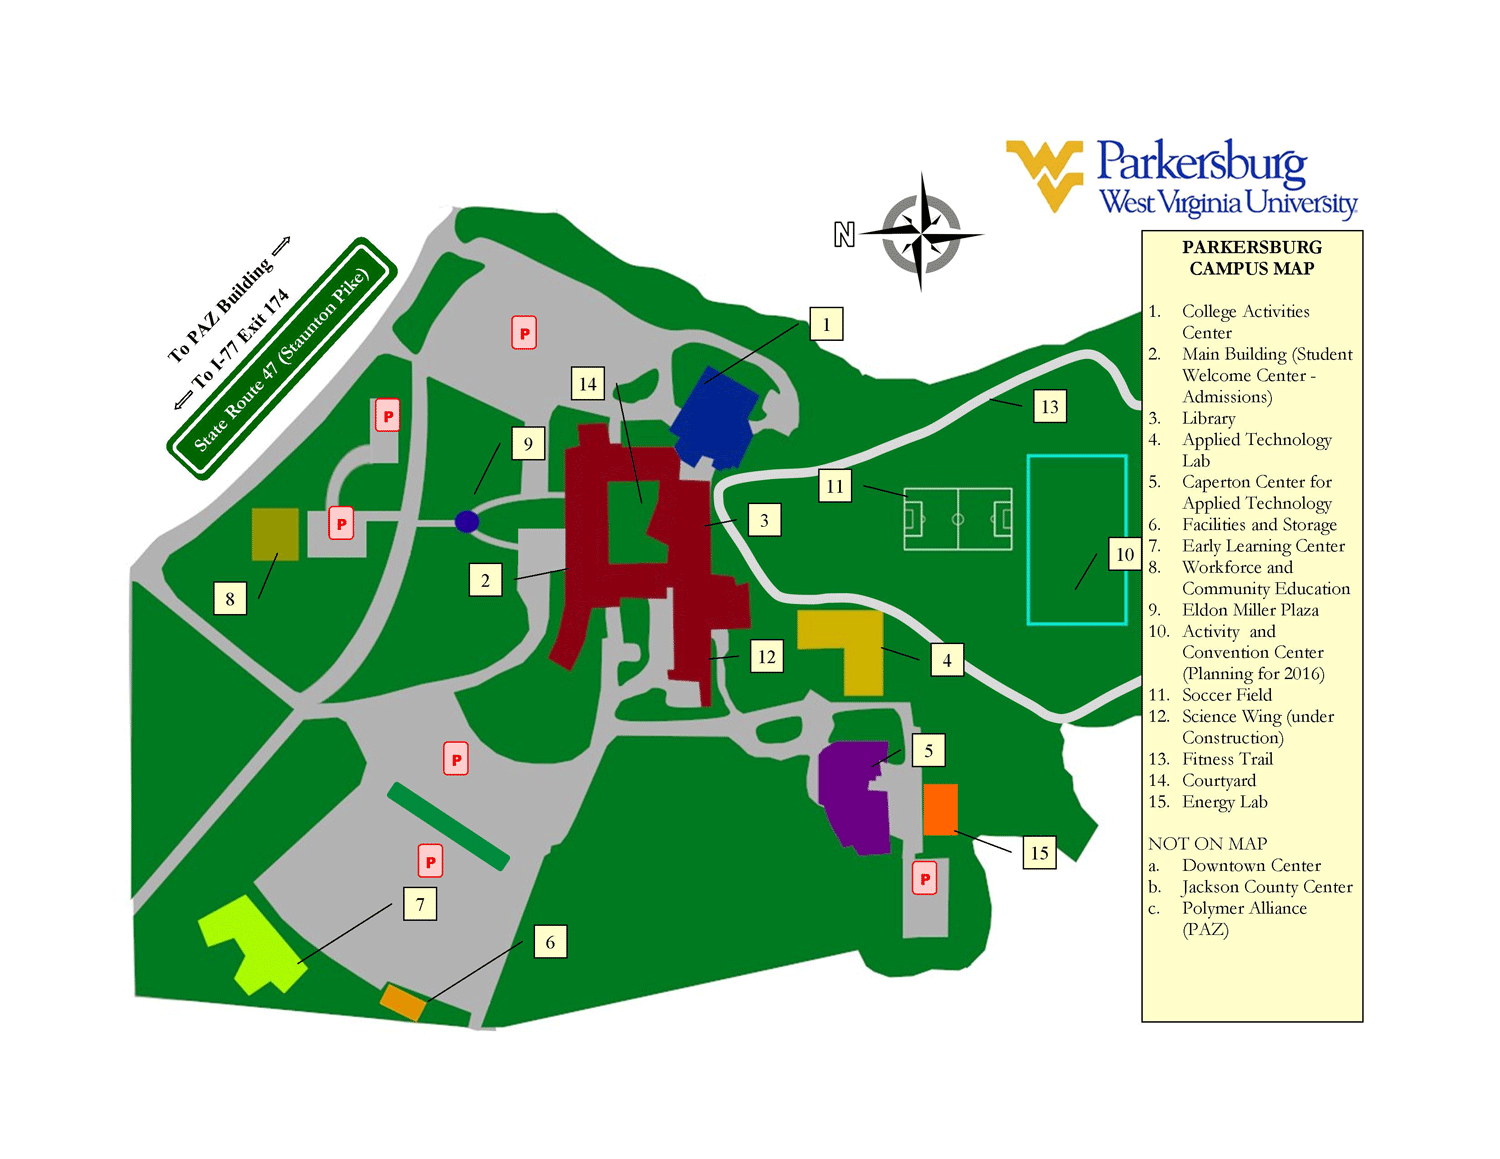 Parkersburg
West Virginia University.
N
To PAZ Building
To I-77 Exit 174
State Route 47 (Staunton Pike)
PARKERSBURG
CAMPUS MAP
1. College Activities
Center
2. Main Building (Student
Welcome Center -
Admissions)
3. Library
4. Applied Technology
Lab
5. Caperton Center for
Applied Technology
6. Facilities and Storage
7. Early Learning Center
8. Workforce and
Community Education
9. Eldon Miller Plaza
10. Activity and
Convention Center
(Planning for 2016)
11. Soccer Field
12. Science Wing (under
Construction)
13. Fitness Trail
14. Courtyard
15. Energy Lab
NOT ON MAP
a. Downtown Center
b. Jackson County Center
c. Polymer Alliance
(PAZ)
1
P
14
13
P
9
11
3
P
10
2
8
12
4
5
P
15
P
P
7
6